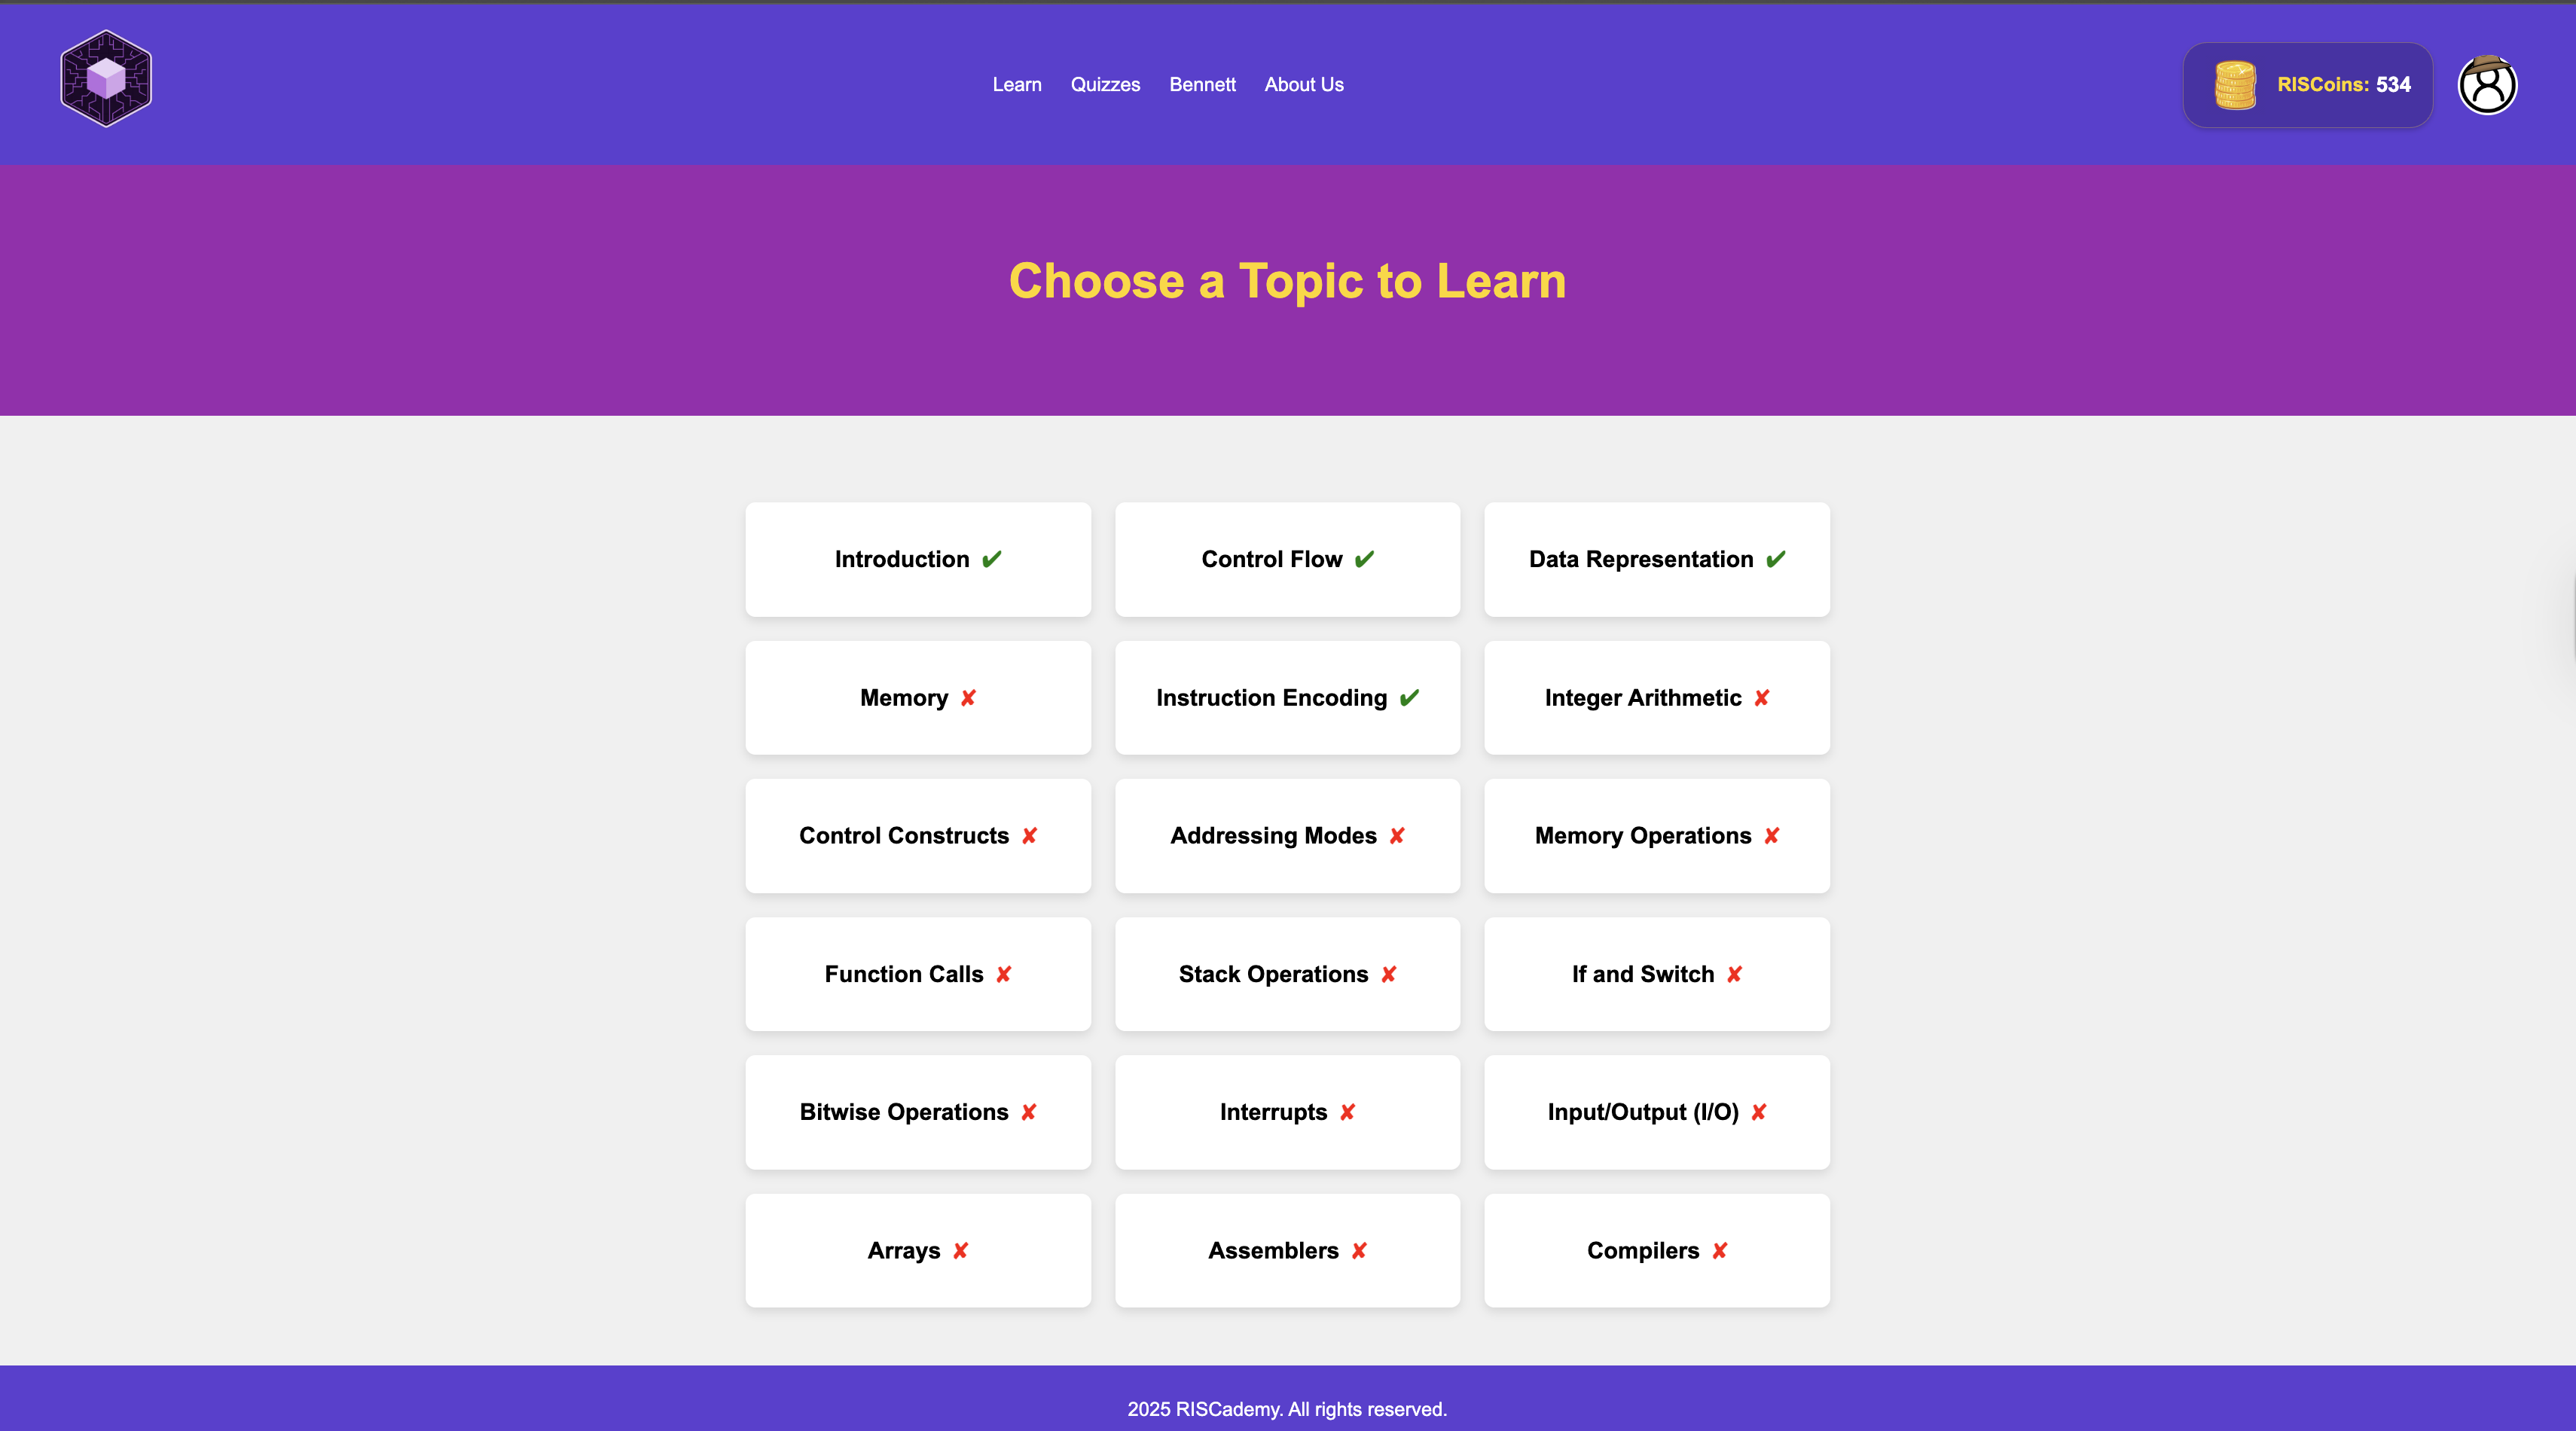 Learn Quizzes Bennett About Us RISCoins: 534
Choose a Topic to Learn
Introduction ✔ Control Flow ✔ Data Representation ✔
Memory ✘ Instruction Encoding ✔ Integer Arithmetic ✘
Control Constructs ✘ Addressing Modes ✘ Memory Operations ✘
Function Calls ✘ Stack Operations ✘ If and Switch ✘
Bitwise Operations ✘ Interrupts ✘ Input/Output (I/O) ✘
Arrays ✘ Assemblers ✘ Compilers ✘
2025 RISCademy. All rights reserved.